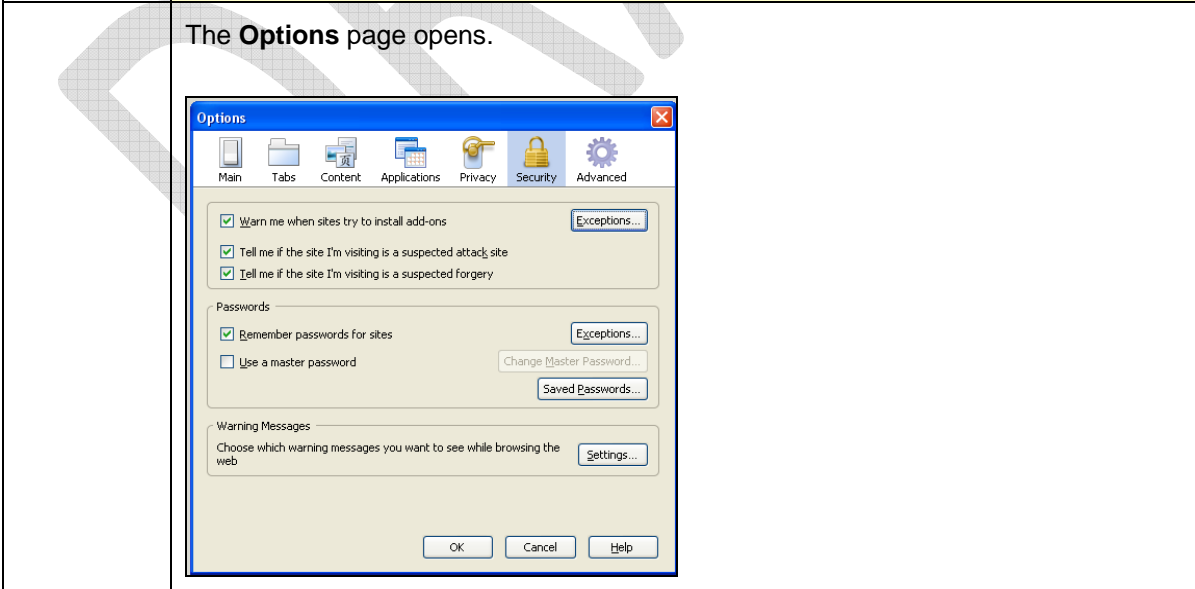 The Options page opens.
Options
Main Tabs Content Applications Privacy Security Advanced
Warn me when sites try to install add-ons Exceptions...
Tell me if the site I'm visiting is a suspected attack site
Tell me if the site I'm visiting is a suspected forgery
Passwords
Remember passwords for sites Exceptions...
Use a master password Change Master Password...
Saved Passwords...
Warning Messages
Choose which warning messages you want to see while browsing the
web
Settings...
OK Cancel Help